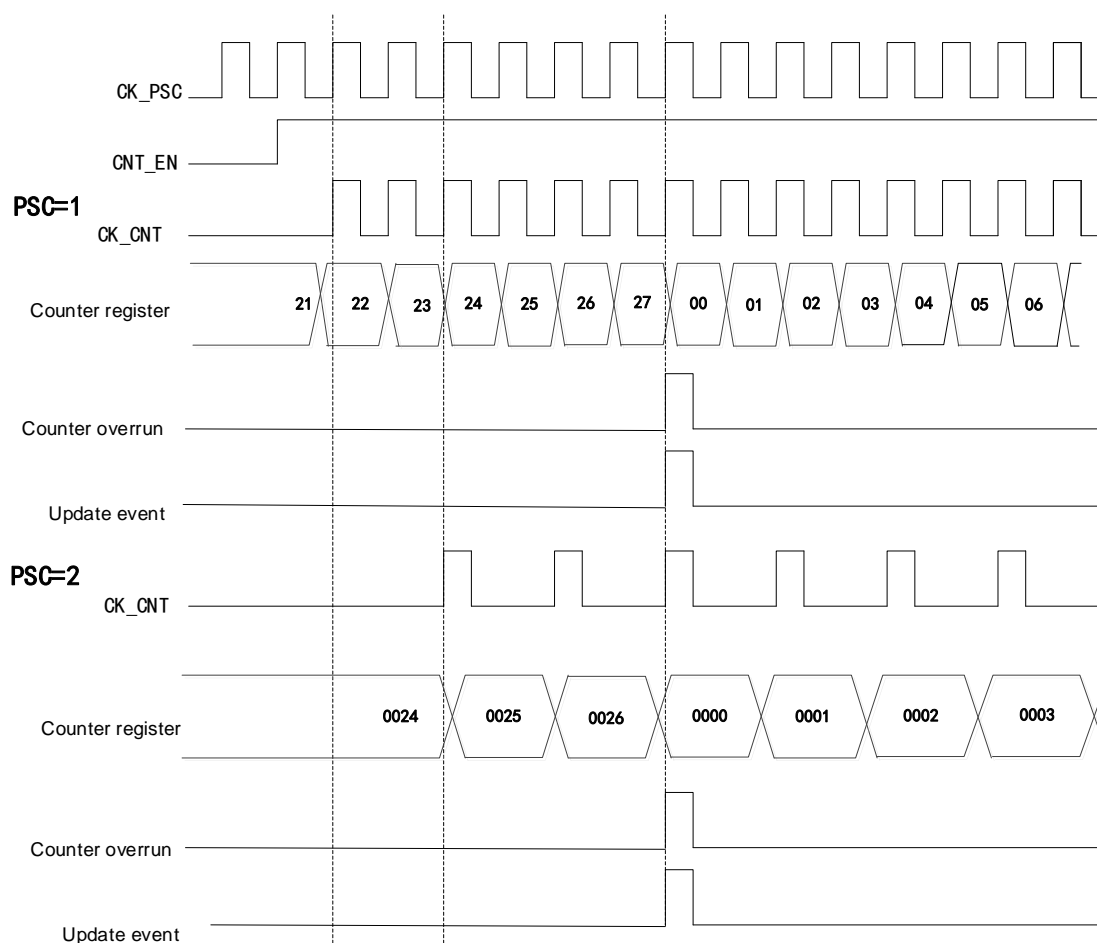 CK_PSC
CNT_EN
PSC=1
CK_CNT
Counter register 21 22 23 24 25 26 27 00 01 02 03 04 05 06
Counter overrun
Update event
PSC=2
CK_CNT
Counter register 0024 0025 0026 0000 0001 0002 0003
Counter overrun
Update event